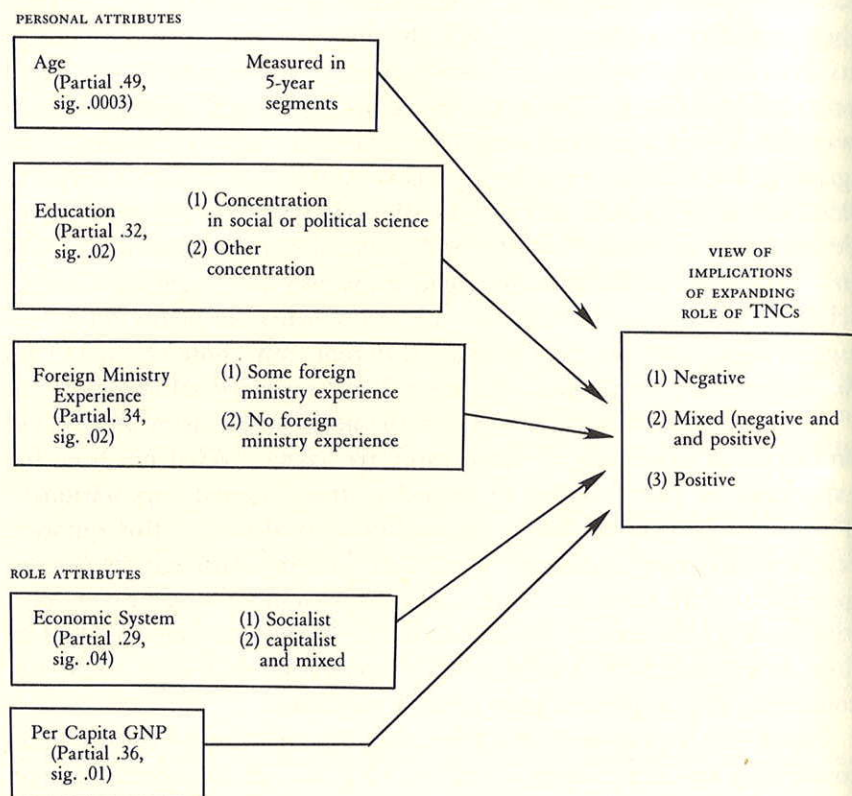 PERSONAL ATTRIBUTES
Age
(Partial .49,
sig. .0003)
Measured in
5-year
segments
Education
(Partial .32,
sig. .02)
(1) Concentration
in social or political science
(2) Other
concentration
Foreign Ministry
Experience
(Partial. 34,
sig. .02)
(1) Some foreign
ministry experience
(2) No foreign
ministry experience
ROLE ATTRIBUTES
Economic System
(Partial .29,
sig. .04)
(1) Socialist
(2) capitalist
and mixed
Per Capita GNP
(Partial .36,
sig. .01)
VIEW OF
IMPLICATIONS
OF EXPANDING
ROLE OF TNCs
(1) Negative
(2) Mixed (negative and
and positive)
(3) Positive